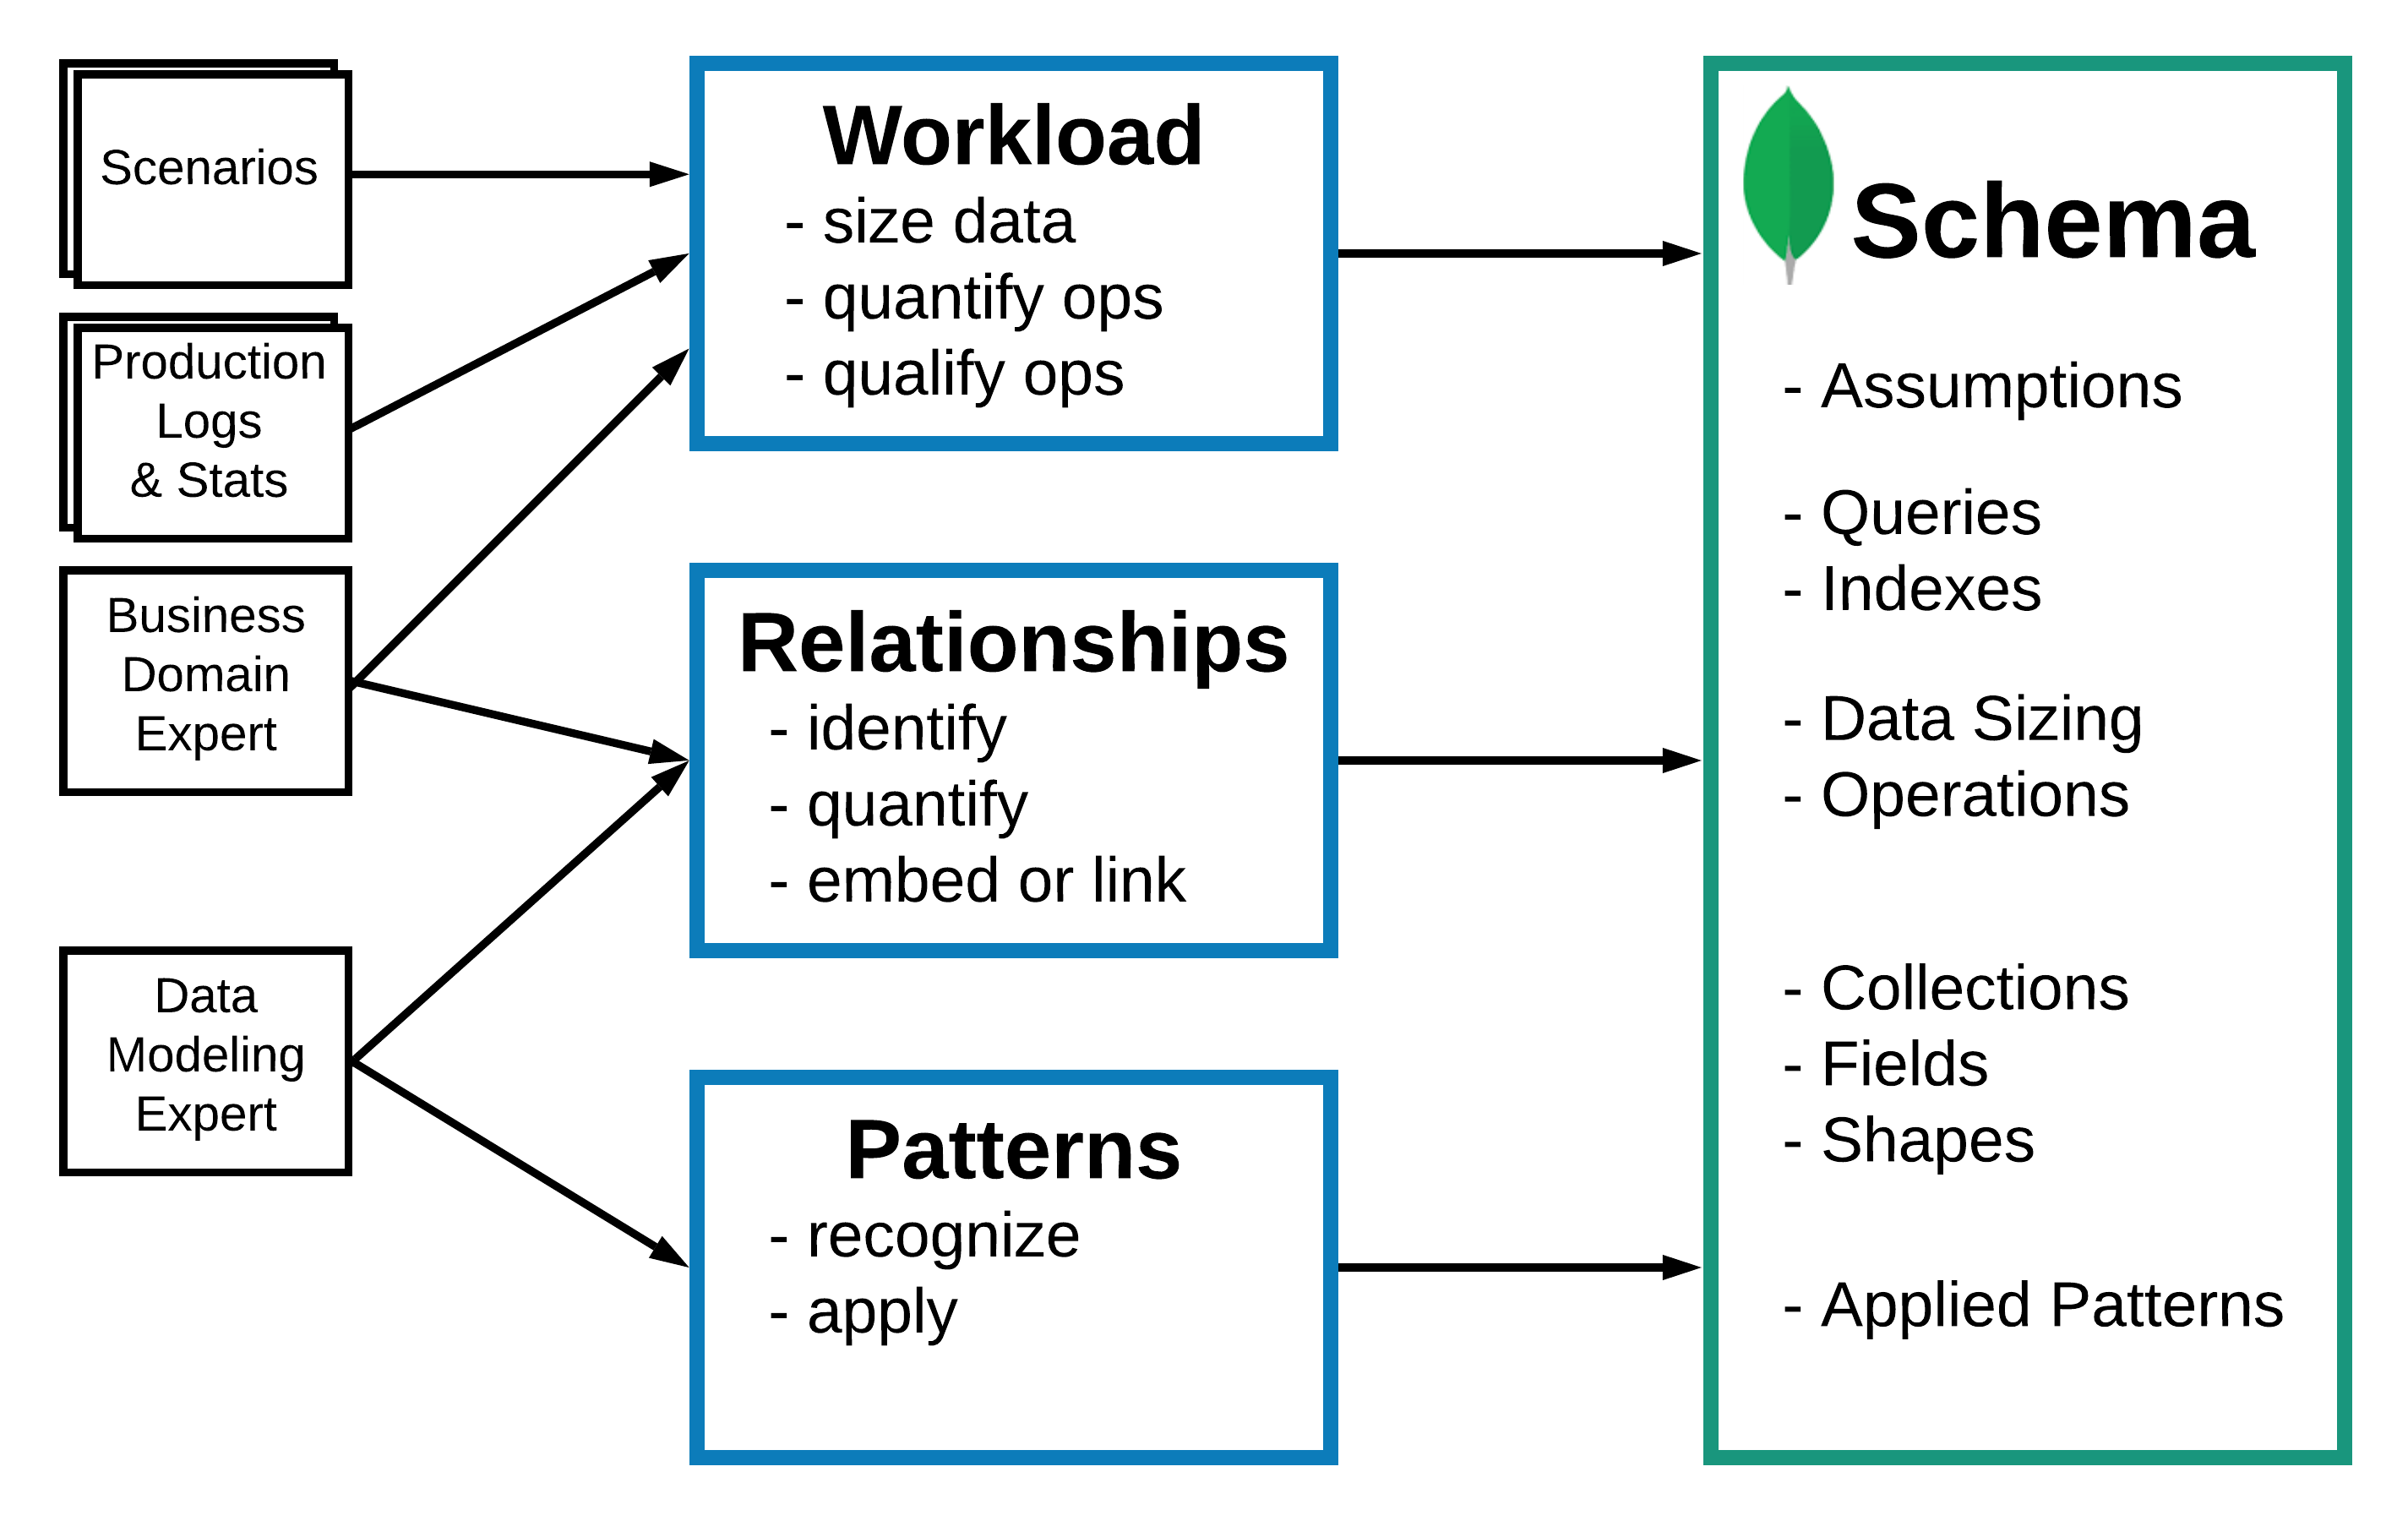 Scenarios
Production
Logs
& Stats
Business
Domain
Expert
Data
Modeling
Expert
Workload
- size data
- quantify ops
- qualify ops
Relationships
- identify
- quantify
- embed or link
Patterns
- recognize
- apply
Schema
- Assumptions
- Queries
- Indexes
- Data Sizing
- Operations
- Collections
- Fields
- Shapes
- Applied Patterns